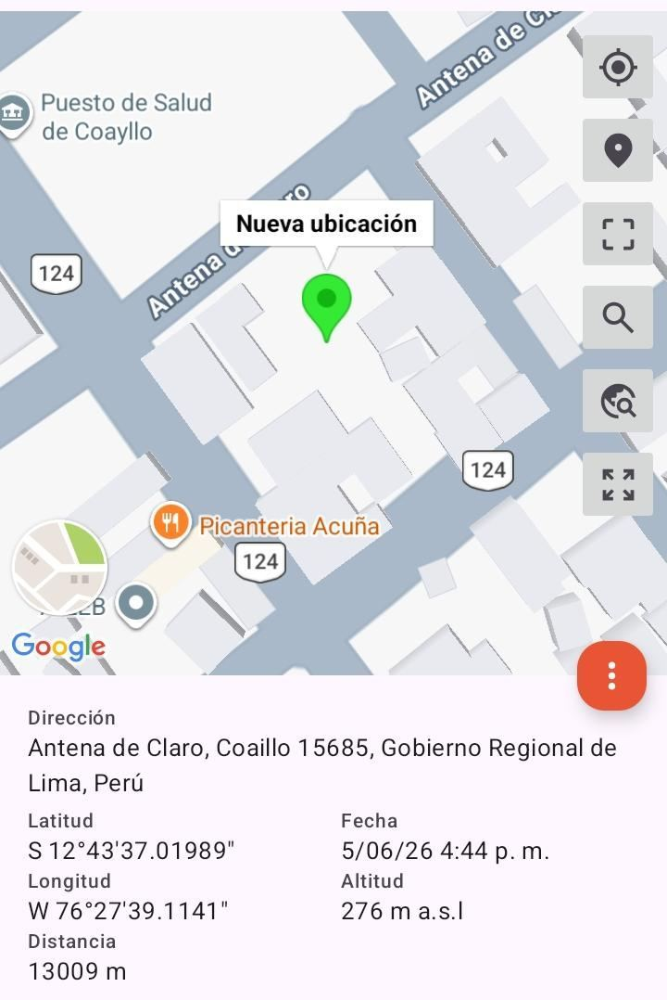 Antena de Cl
Puesto de Salud
de Coayllo
ro
Nueva ubicación
Antena d
124
124
Picanteria Acuña
124
EB
Google
Dirección
Antena de Claro, Coaillo 15685, Gobierno Regional de
Lima, Perú
Latitud
S 12°43'37.01989"
Fecha
5/06/26 4:44 p. m.
Longitud
W 76°27'39.1141"
Altitud
276 m a.s.l
Distancia
13009 m